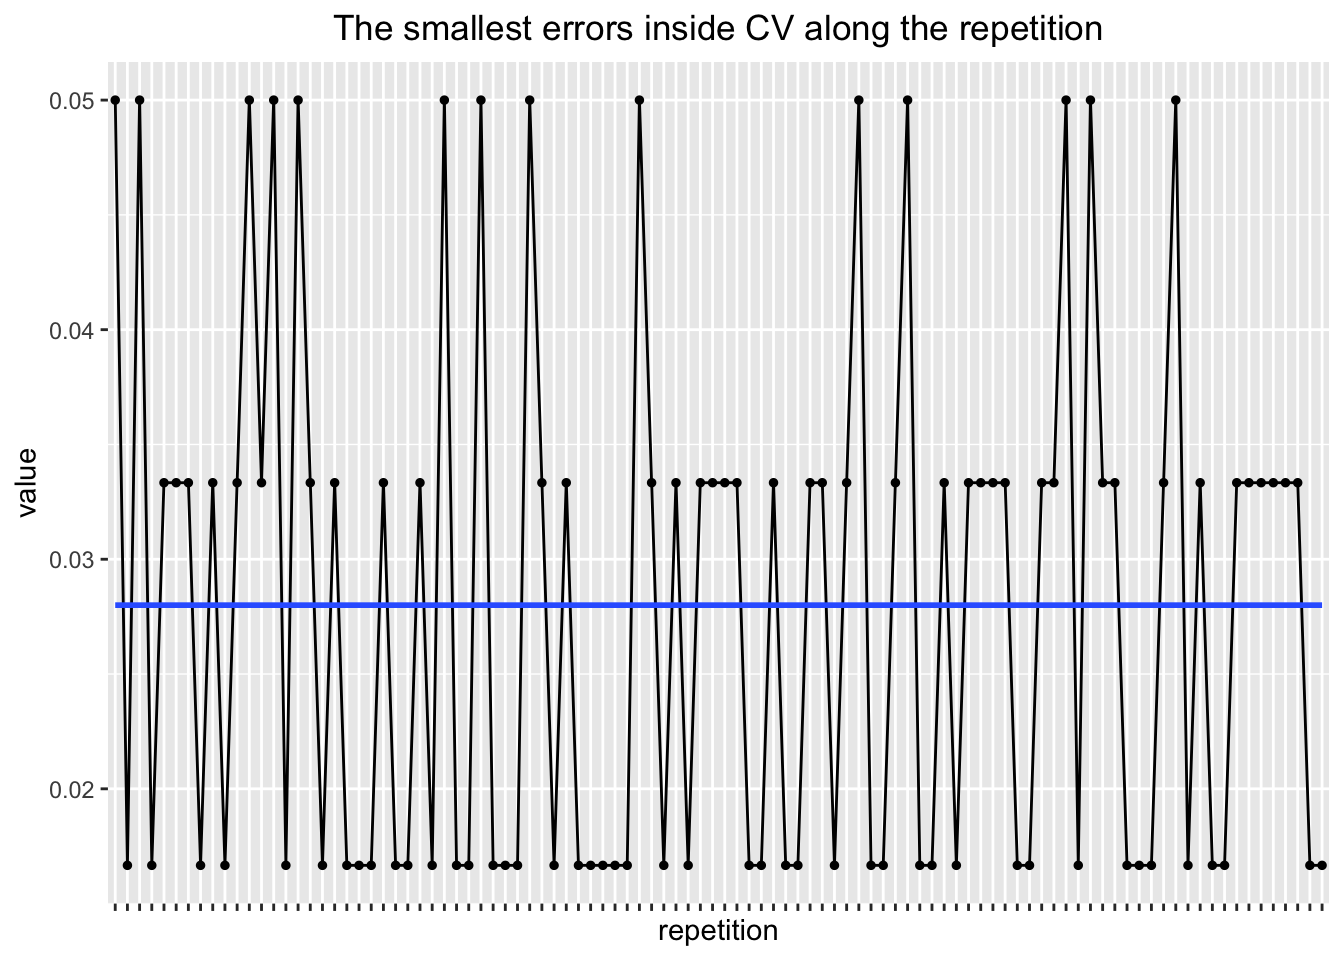 The smallest errors inside CV along the repetition
0.05
0.04
value
0.03
0.02
repetition